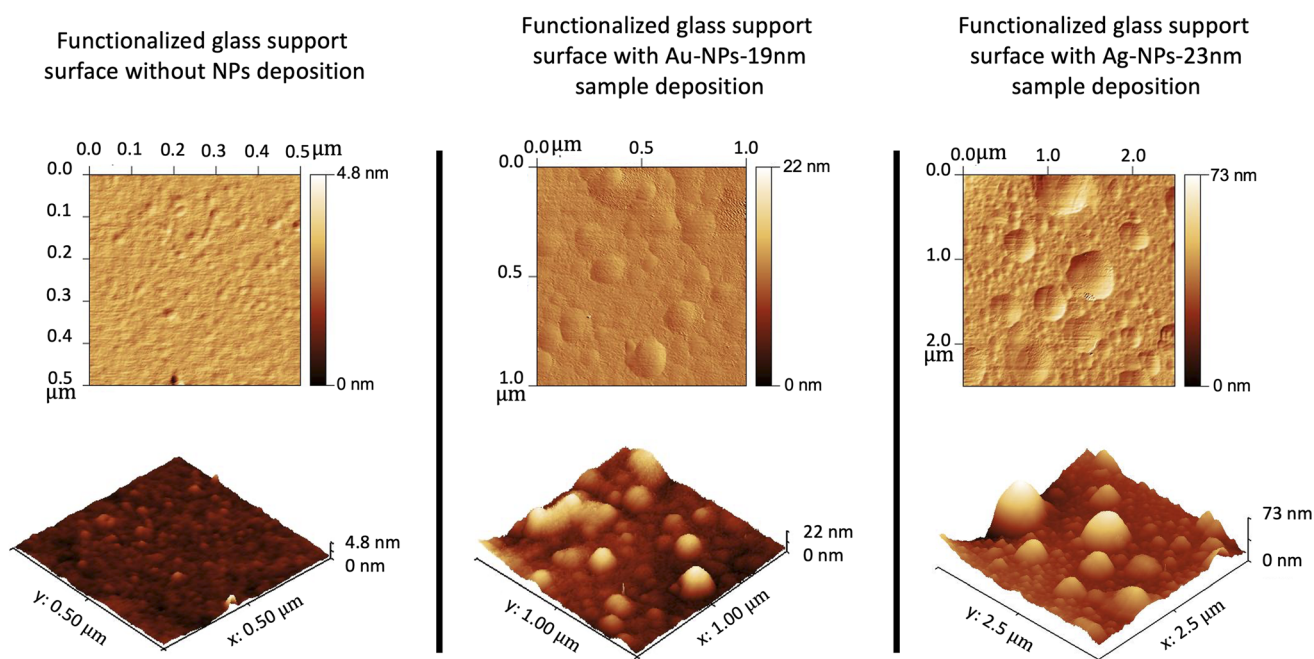 Functionalized glass support
surface without NPs deposition
0.0 0.1 0.2 0.3 0.4 0.5 μm
0.0
0.1
0.2
0.3
0.4
0.5
μm
4.8 nm
0 nm
4.8 nm
0 nm
y: 0.50 μm
x: 0.50 μm
Functionalized glass support
surface with Au-NPs-19nm
sample deposition
0.0 μm 0.5 1.0
0.0
0.5
1.0
μm
22 nm
0 nm
22 nm
0 nm
y: 1.00 μm
x: 1.00 μm
Functionalized glass support
surface with Ag-NPs-23nm
sample deposition
0.0 μm 1.0 2.0
0.0
1.0
2.0
μm
73 nm
0 nm
73 nm
0 nm
y: 2.5 μm
x: 2.5 μm